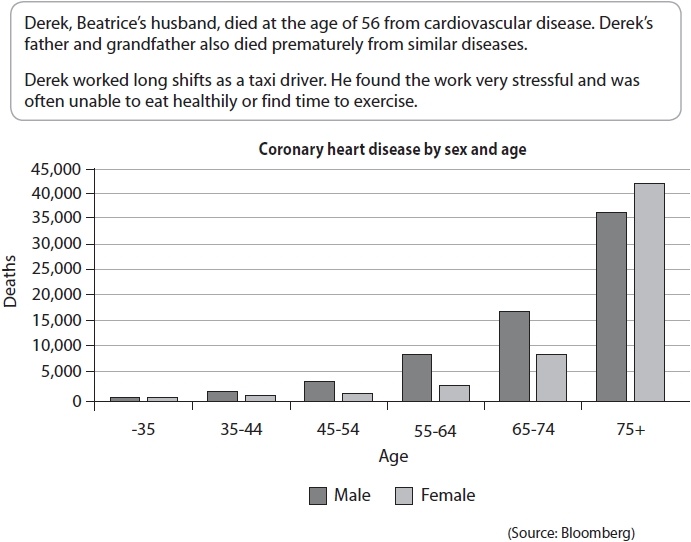 Derek, Beatrice's husband, died at the age of 56 from cardiovascular disease. Derek's
father and grandfather also died prematurely from similar diseases.
Derek worked long shifts as a taxi driver. He found the work very stressful and was
often unable to eat healthily or find time to exercise.
Coronary heart disease by sex and age
45,000
40,000
35,000
30,000
25,000
20,000
15,000
10,000
5,000
0
Deaths
-35 35-44 45-54 55-64 65-74 75+
Age
Male Female
(Source: Bloomberg)